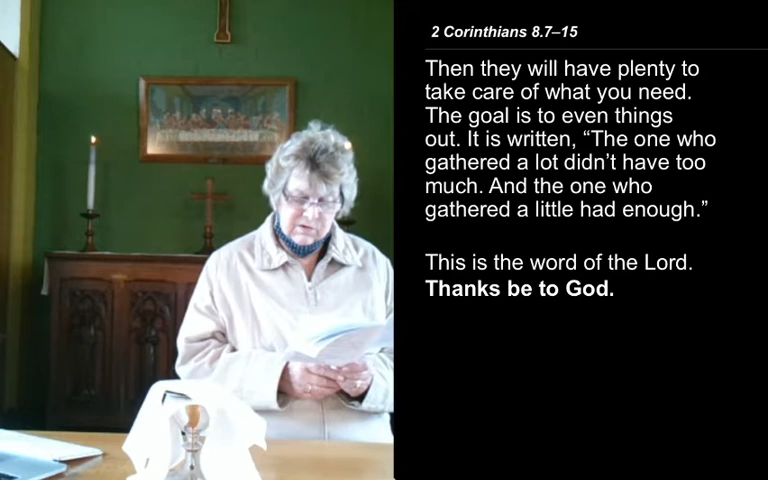 2 Corinthians 8.7–15
Then they will have plenty to
take care of what you need.
The goal is to even things
out. It is written, “The one who
gathered a lot didn’t have too
much. And the one who
gathered a little had enough.”
This is the word of the Lord.
Thanks be to God.